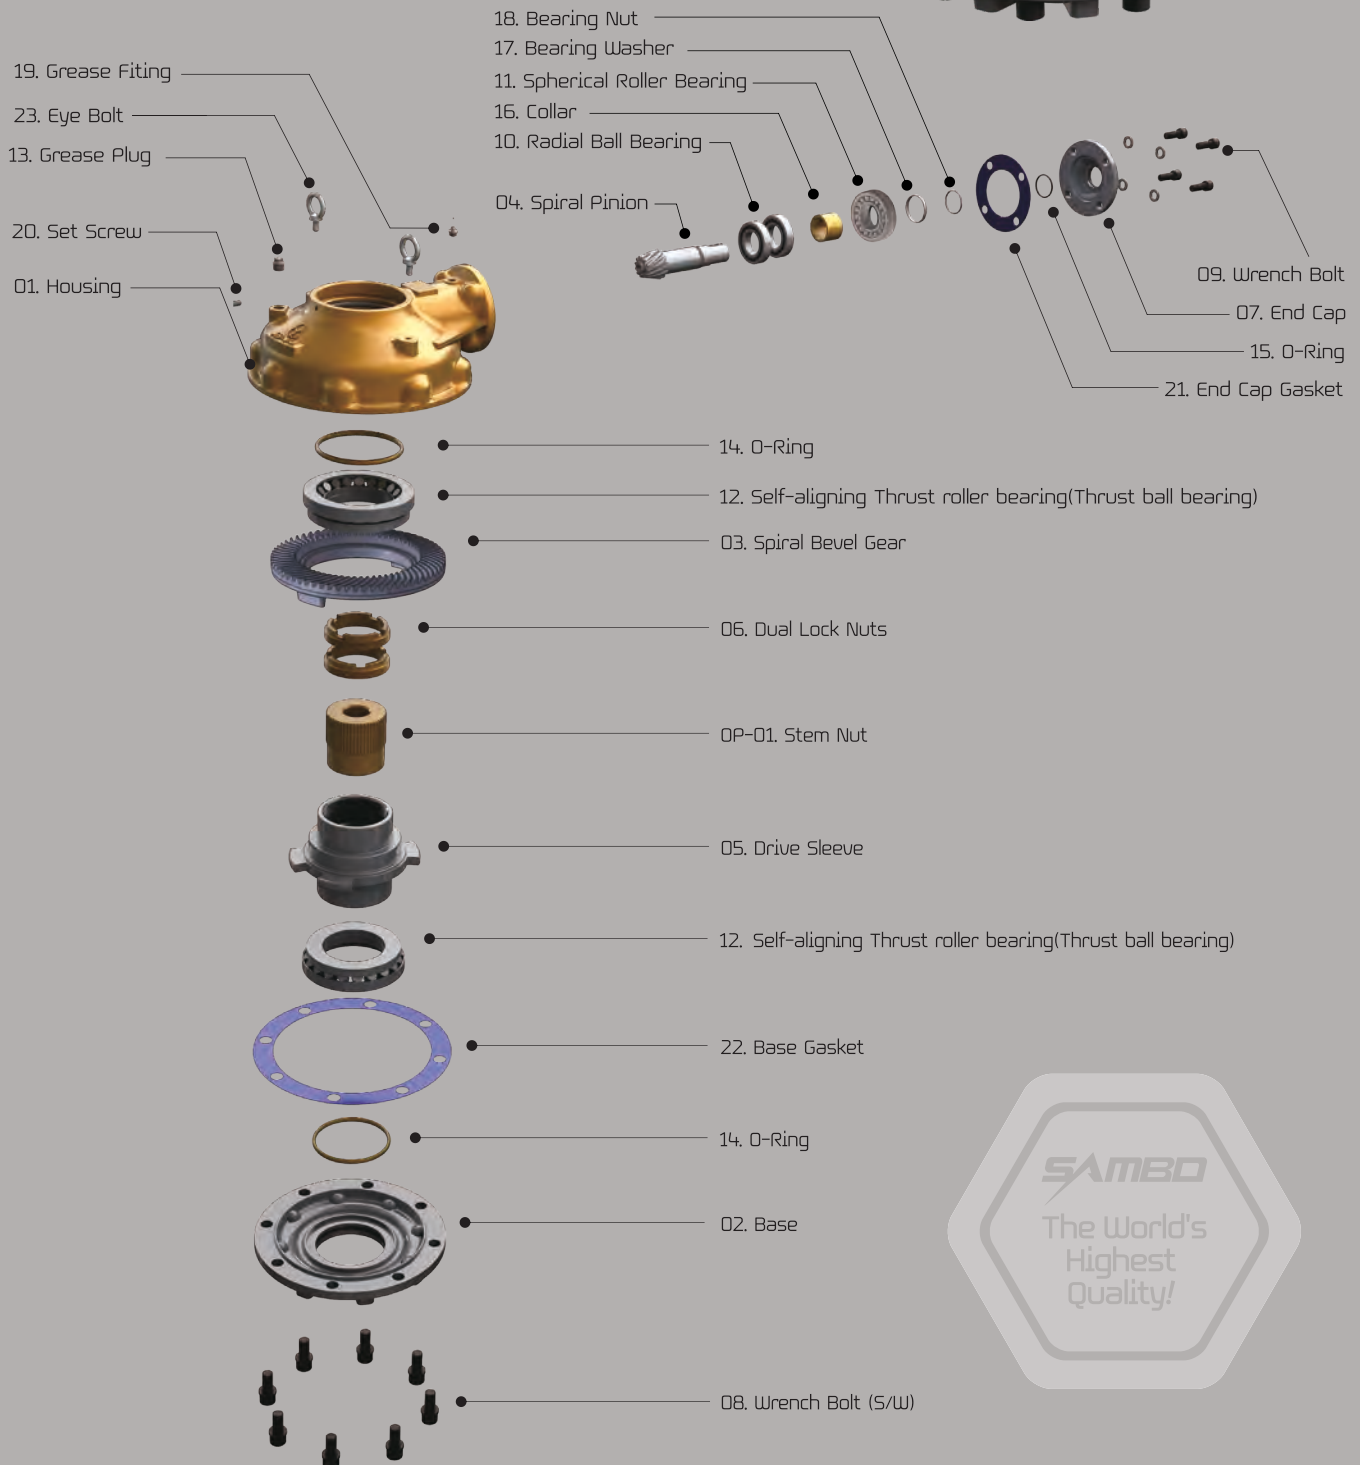 18. Bearing Nut
17. Bearing Washer
11. Spherical Roller Bearing
16. Collar
10. Radial Ball Bearing
04. Spiral Pinion
19. Grease Fiting
23. Eye Bolt
13. Grease Plug
20. Set Screw
01. Housing
09. Wrench Bolt
07. End Cap
15. O-Ring
21. End Cap Gasket
14. O-Ring
12. Self-aligning Thrust roller bearing(Thrust ball bearing)
03. Spiral Bevel Gear
06. Dual Lock Nuts
OP-01. Stem Nut
05. Drive Sleeve
12. Self-aligning Thrust roller bearing(Thrust ball bearing)
22. Base Gasket
14. O-Ring
02. Base
08. Wrench Bolt (S/W)
SAMBO
The World's
Highest
Quality!